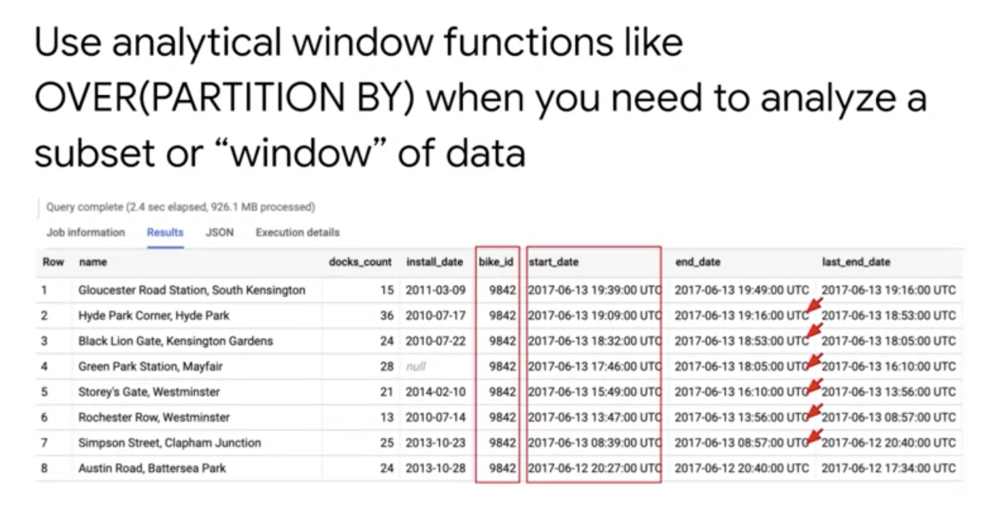 Use analytical window functions like
OVER(PARTITION BY) when you need to analyze a
subset or “window” of data
Query complete (2.4 sec elapsed, 926.1 MB processed)
Job information Results JSON Execution details
Row name docks_count install_date bike_id start_date end_date last_end_date
1 Gloucester Road Station, South Kensington 15 2011-03-09 9842 2017-06-13 19:39:00 UTC 2017-06-13 19:49:00 UTC 2017-06-13 19:16:00 UTC
2 Hyde Park Corner, Hyde Park 36 2010-07-17 9842 2017-06-13 19:09:00 UTC 2017-06-13 19:16:00 UTC 2017-06-13 18:53:00 UTC
3 Black Lion Gate, Kensington Gardens 24 2010-07-22 9842 2017-06-13 18:32:00 UTC 2017-06-13 18:53:00 UTC 2017-06-13 18:05:00 UTC
4 Green Park Station, Mayfair 28 null 9842 2017-06-13 17:46:00 UTC 2017-06-13 18:05:00 UTC 2017-06-13 16:10:00 UTC
5 Storey's Gate, Westminster 21 2014-02-10 9842 2017-06-13 15:49:00 UTC 2017-06-13 16:10:00 UTC 2017-06-13 13:56:00 UTC
6 Rochester Row, Westminster 13 2010-07-14 9842 2017-06-13 13:47:00 UTC 2017-06-13 13:56:00 UTC 2017-06-13 08:57:00 UTC
7 Simpson Street, Clapham Junction 25 2013-10-23 9842 2017-06-13 08:39:00 UTC 2017-06-13 08:57:00 UTC 2017-06-12 20:40:00 UTC
8 Austin Road, Battersea Park 24 2013-10-28 9842 2017-06-12 20:27:00 UTC 2017-06-12 20:40:00 UTC 2017-06-12 17:34:00 UTC